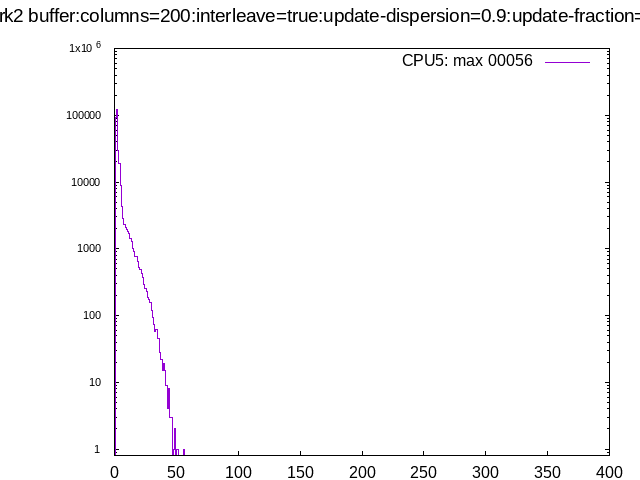 rk2 buffer:columns=200:interleave=true:update-dispersion=0.9:update-fraction=
CPU5: max 00056
1x10 6
100000
10000
1000
100
10
1
0 50 100 150 200 250 300 350 400